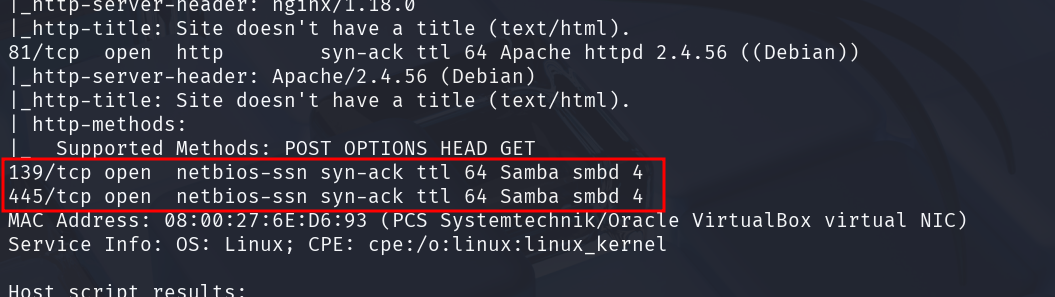 |_http-server-header: nginx/1.18.0
|_http-title: Site doesn't have a title (text/html).
81/tcp  open  http        syn-ack ttl 64 Apache httpd 2.4.56 ((Debian))
|_http-server-header: Apache/2.4.56 (Debian)
|_http-title: Site doesn't have a title (text/html).
| http-methods:
|_  Supported Methods: POST OPTIONS HEAD GET
139/tcp open  netbios-ssn syn-ack ttl 64 Samba smbd 4
445/tcp open  netbios-ssn syn-ack ttl 64 Samba smbd 4
MAC Address: 08:00:27:6E:D6:93 (PCS Systemtechnik/Oracle VirtualBox virtual NIC)
Service Info: OS: Linux; CPE: cpe:/o:linux:linux_kernel
Host script results: